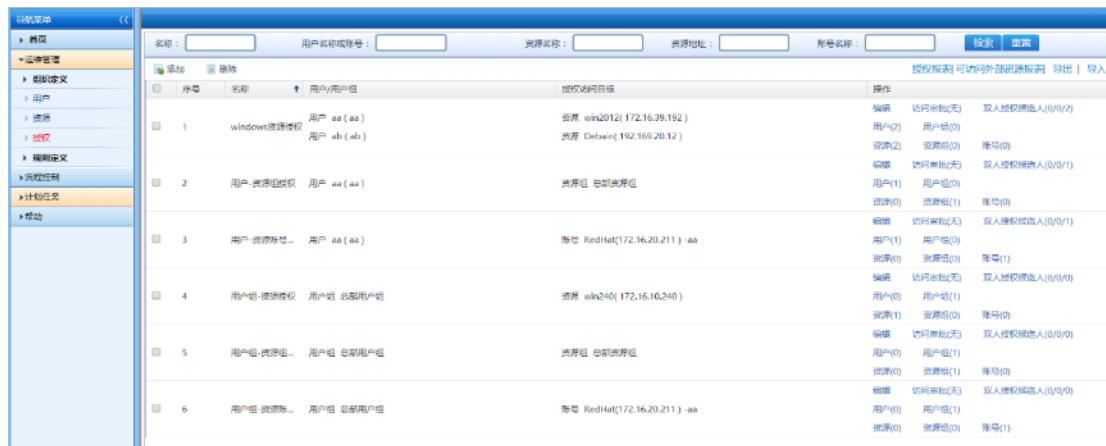 导航菜单
首页
运维管理
组织定义
用户
资源
授权
规则定义
流程控制
计划任务
帮助
名称： 用户名称或账号： 资源名称： 资源地址： 账号名称： 检索 重置
添加 删除 授权报表| 可访问外部资源报表| 导出 | 导入
序号 名称 用户/用户组 授权访问目标 操作
编辑 访问审批(无) 双人授权候选人(0/0/2)
1 windows资源授权 用户 aa ( aa ) 资源 win2012( 172.16.39.192 ) 用户(2) 用户组(0)
用户 ab ( ab ) 资源 Debain( 192.169.20.12 )
资源(2) 资源组(0) 账号(0)
编辑 访问审批(无) 双人授权候选人(0/0/1)
2 用户-资源组授权 用户 aa ( aa ) 资源组 总部资源组 用户(1) 用户组(0)
资源(0) 资源组(1) 账号(0)
编辑 访问审批(无) 双人授权候选人(0/0/1)
3 用户-资源账号... 用户 aa ( aa ) 账号 RedHat(172.16.20.211 ) -aa 用户(1) 用户组(0)
资源(0) 资源组(0) 账号(1)
编辑 访问审批(无) 双人授权候选人(0/0/0)
4 用户组-资源授权 用户组 总部用户组 资源 win240( 172.16.10.240 ) 用户(0) 用户组(1)
资源(1) 资源组(0) 账号(0)
编辑 访问审批(无) 双人授权候选人(0/0/0)
5 用户组-资源组... 用户组 总部用户组 资源组 总部资源组 用户(0) 用户组(1)
资源(0) 资源组(1) 账号(0)
编辑 访问审批(无) 双人授权候选人(0/0/0)
6 用户组-资源账... 用户组 总部用户组 账号 RedHat(172.16.20.211 ) -aa 用户(0) 用户组(1)
资源(0) 资源组(0) 账号(1)